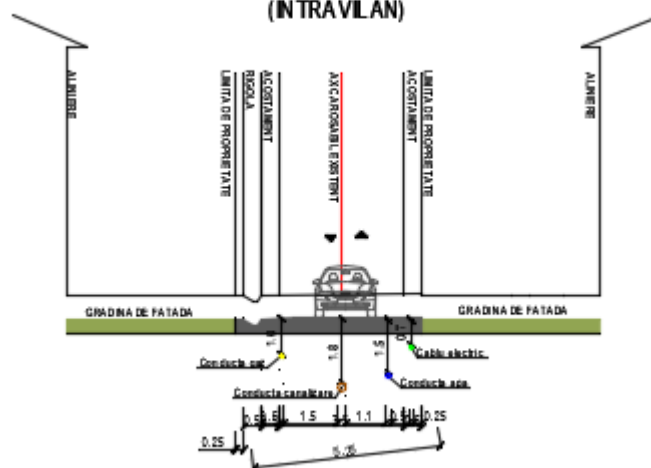 (INTRAVILAN)
ALINIERE
LIMITA DE PROPRIETATE
RIGOLA
ACOSTAMENT
AX CAROSABIL EXISTENT
ACOSTAMENT
LIMITA DE PROPRIETATE
ALINIERE
GRADINA DE FATADA
GRADINA DE FATADA
1.8
1.5
Conducta gaz
Cablu electric
Conducta canalizare
Conducta apa
1.5
1.1
0.25
0.25